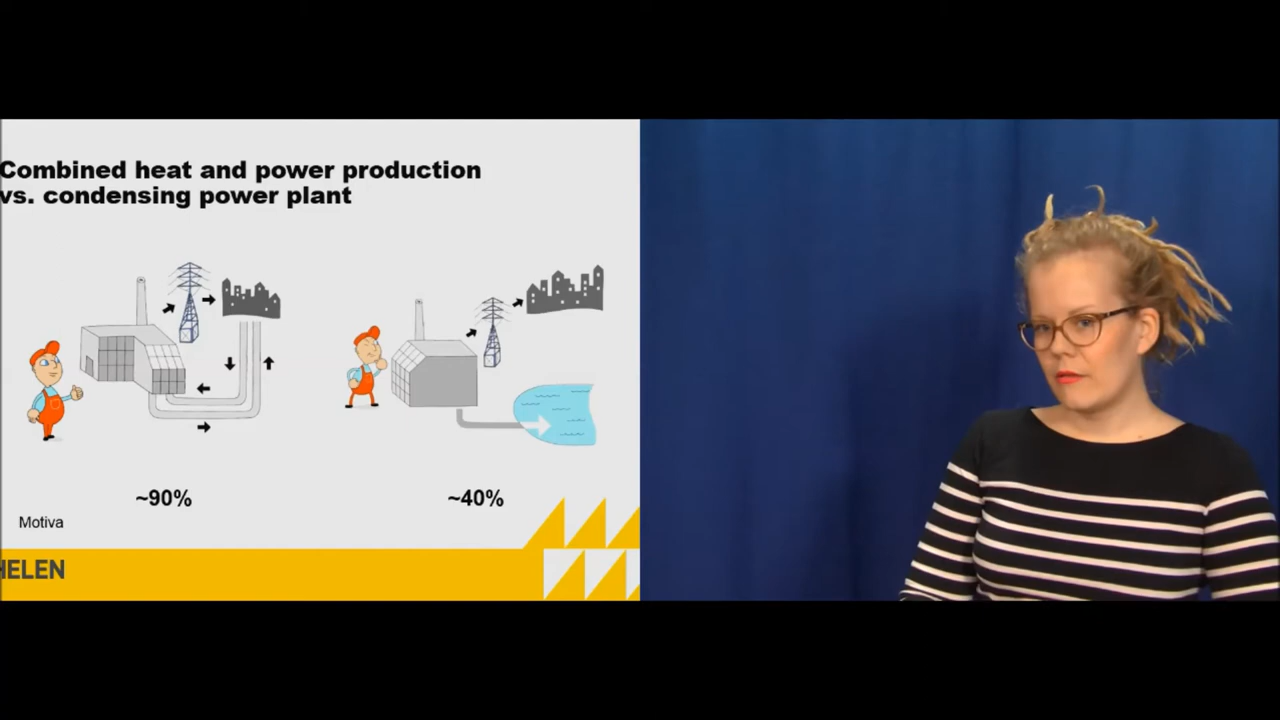 Combined heat and power production
vs. condensing power plant
~90%
~40%
Motiva
HELEN